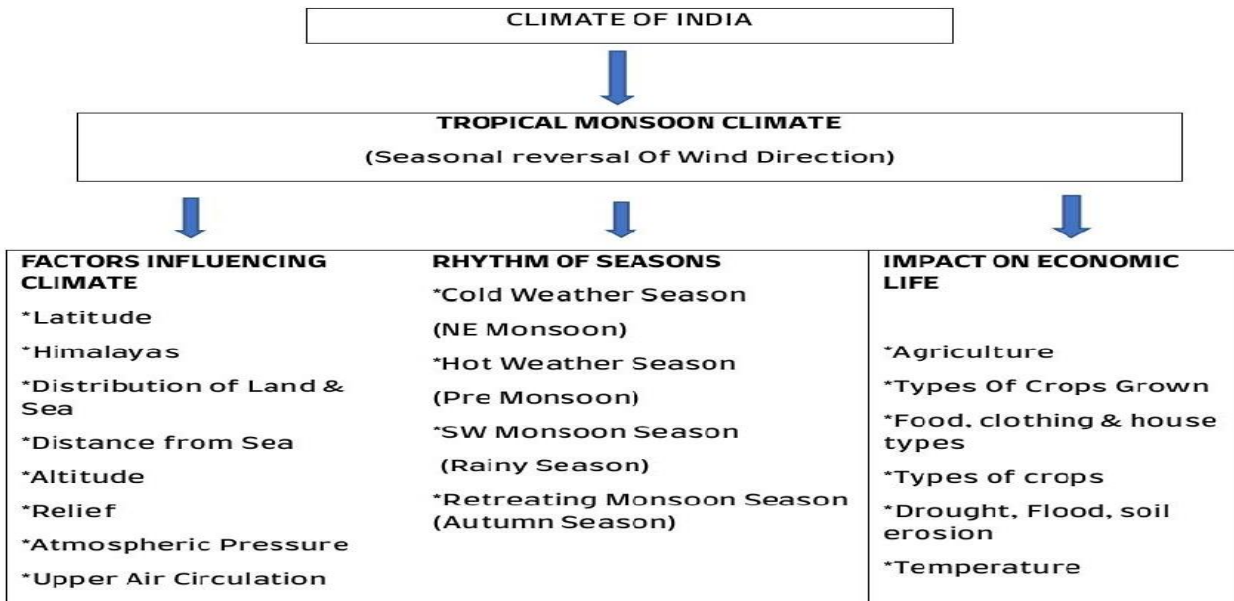 CLIMATE OF INDIA
TROPICAL MONSOON CLIMATE
(Seasonal reversal Of Wind Direction)
FACTORS INFLUENCING
CLIMATE
*Latitude
*Himalayas
*Distribution of Land &
Sea
*Distance from Sea
*Altitude
*Relief
*Atmospheric Pressure
*Upper Air Circulation
RHYTHM OF SEASONS
*Cold Weather Season
(NE Monsoon)
*Hot Weather Season
(Pre Monsoon)
*SW Monsoon Season
(Rainy Season)
*Retreating Monsoon Season
(Autumn Season)
IMPACT ON ECONOMIC
LIFE
*Agriculture
*Types Of Crops Grown
*Food, clothing & house
types
*Types of crops
*Drought, Flood, soil
erosion
*Temperature